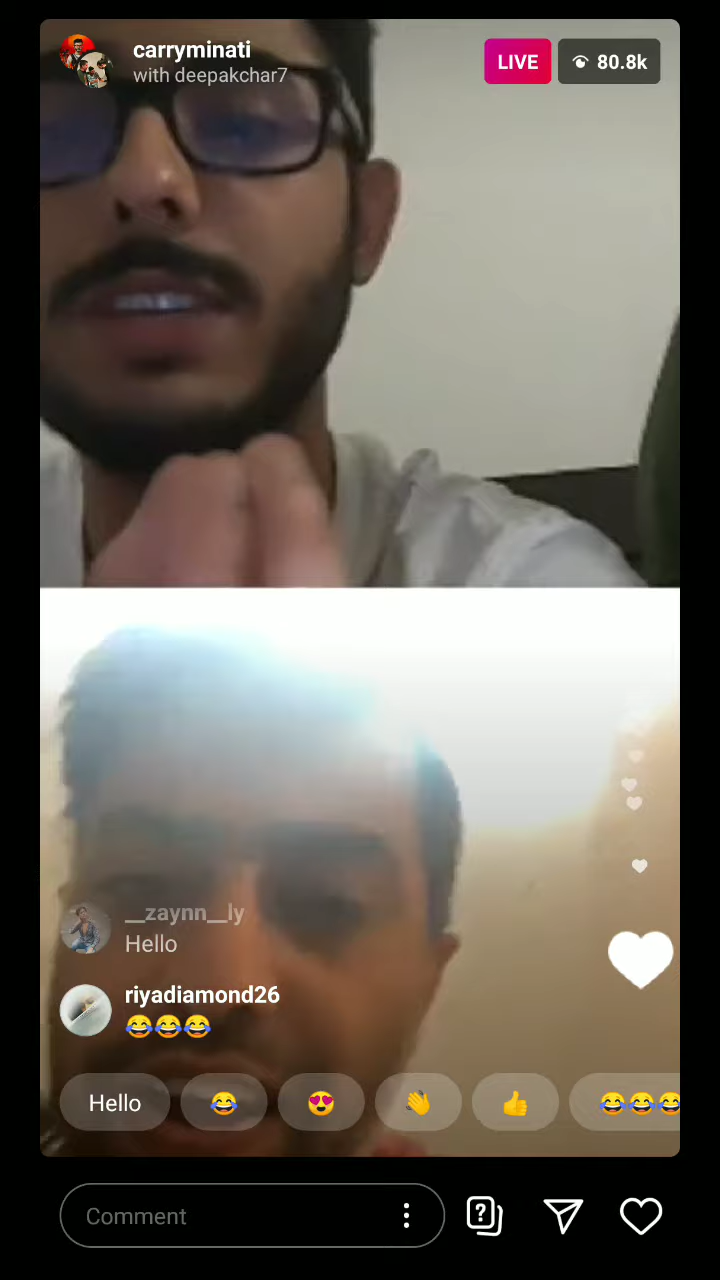 carryminati
with deepakchar7
LIVE
80.8k
__zaynn__ly
Hello
riyadiamond26
😂😂😂
Hello 😂 😍 👋 👍 😂😂😂
Comment